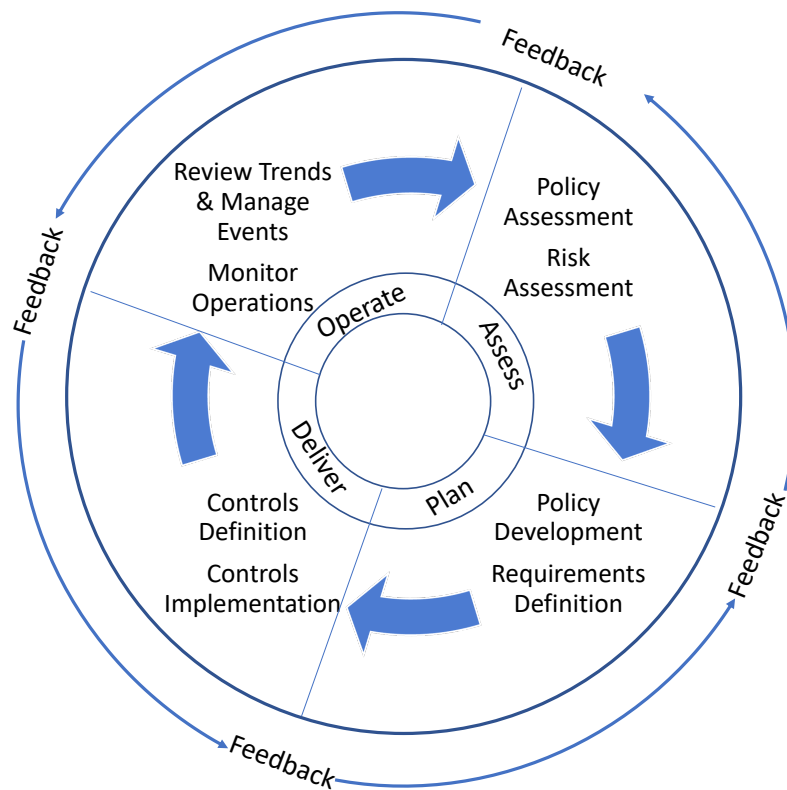 Feedback
Review Trends
& Manage
Events
Monitor
Operations
Policy
Assessment
Risk
Assessment
Feedback
Operate
Assess
Deliver
Plan
Controls
Definition
Controls
Implementation
Policy
Development
Requirements
Definition
Feedback
Feedback